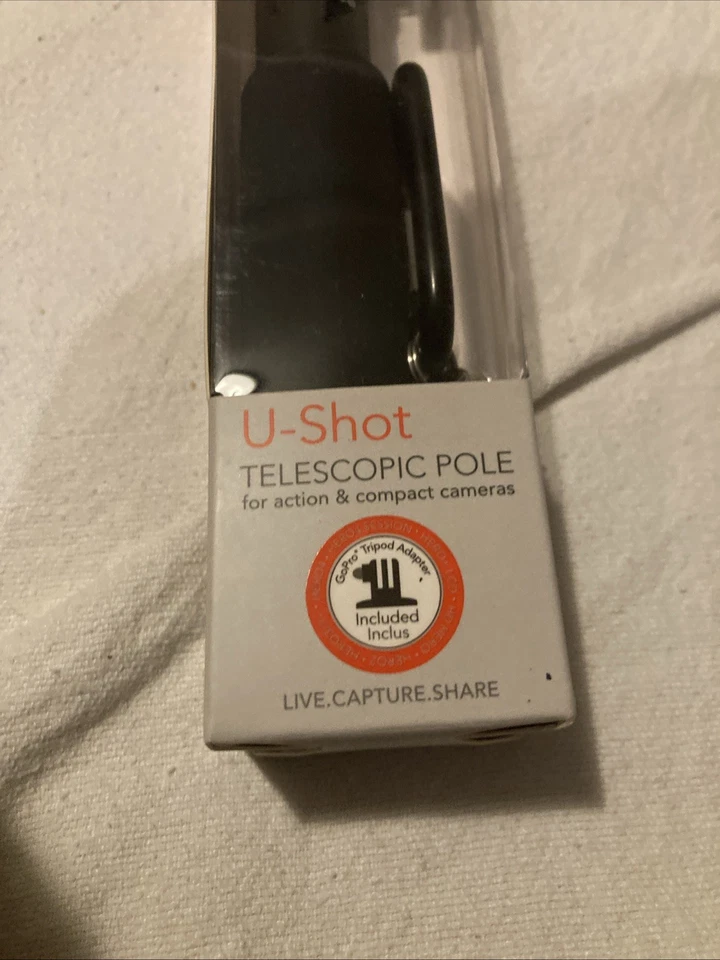 U-Shot
TELESCOPIC POLE
for action & compact cameras
GoPro® Tripod Adapter
Included
Inclus
LIVE.CAPTURE.SHARE